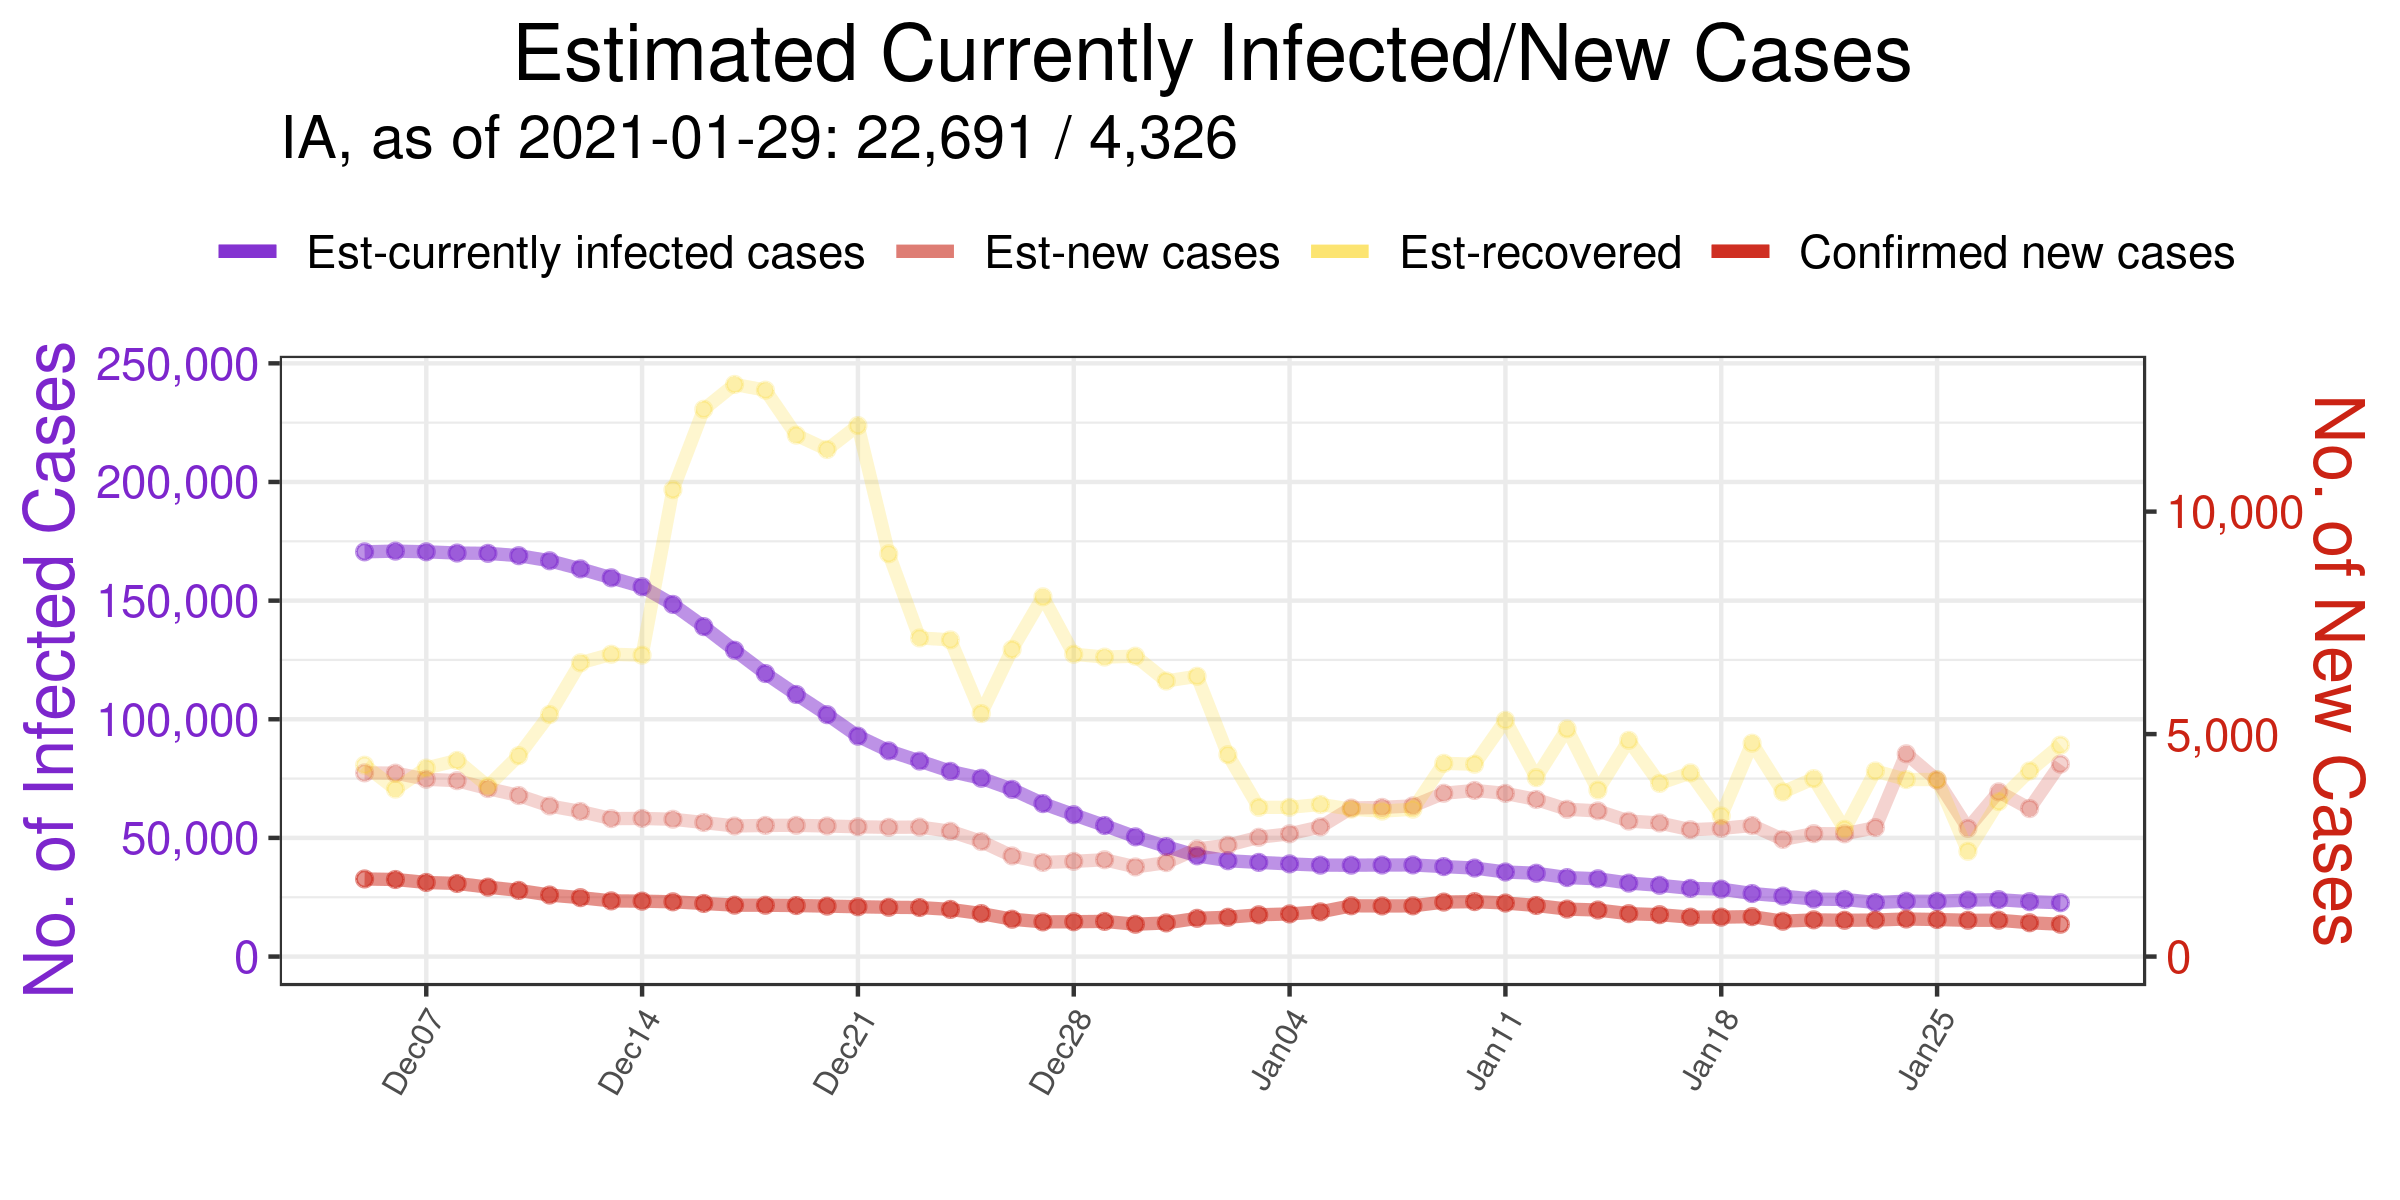 Estimated Currently Infected/New Cases
IA, as of 2021-01-29: 22,691 / 4,326
Est-currently infected cases
Est-new cases
Est-recovered
Confirmed new cases
No. of Infected Cases
250,000
200,000
150,000
100,000
50,000
0
10,000
5,000
0
No. of New Cases
Dec07
Dec14
Dec21
Dec28
Jan04
Jan11
Jan18
Jan25